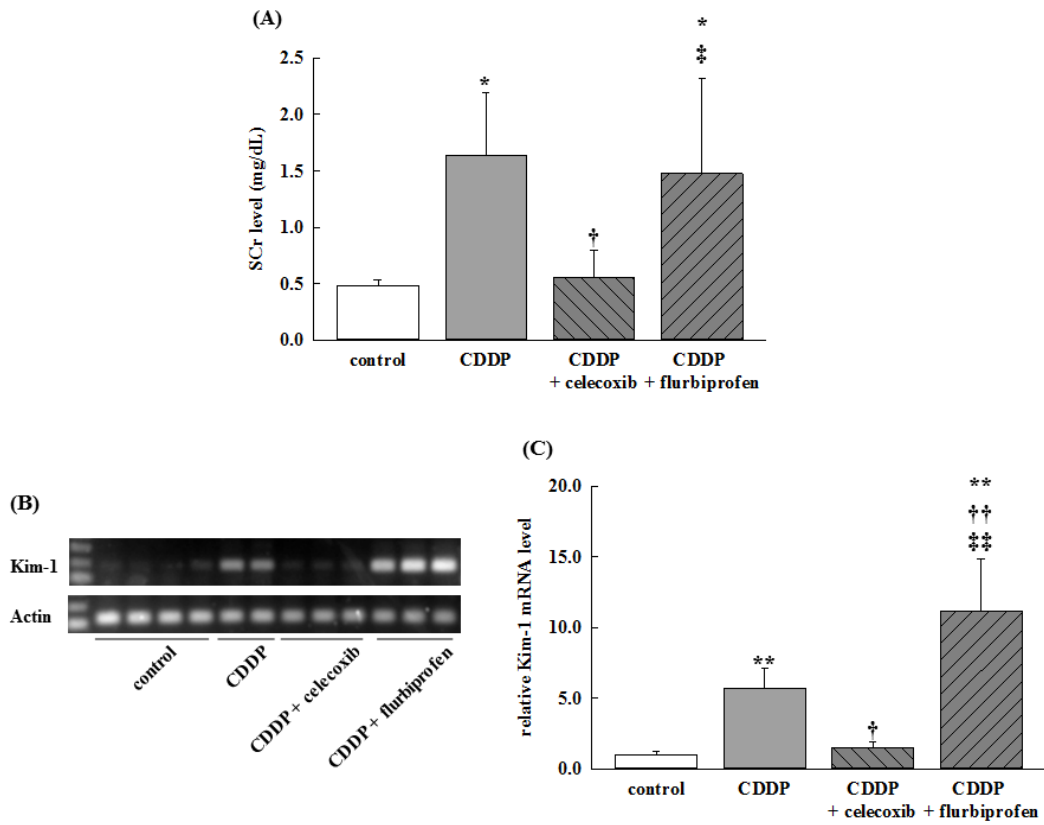 (A)
SCr level (mg/dL)
2.5
2.0
1.5
1.0
0.5
0.0
*
†
*
‡
control
CDDP
CDDP
+ celecoxib
CDDP
+ flurbiprofen
(B)
Kim-1
Actin
control
CDDP
CDDP + celecoxib
CDDP + flurbiprofen
(C)
relative Kim-1 mRNA level
20.0
15.0
10.0
5.0
0.0
**
†
**
††
‡‡
control
CDDP
CDDP
+ celecoxib
CDDP
+ flurbiprofen